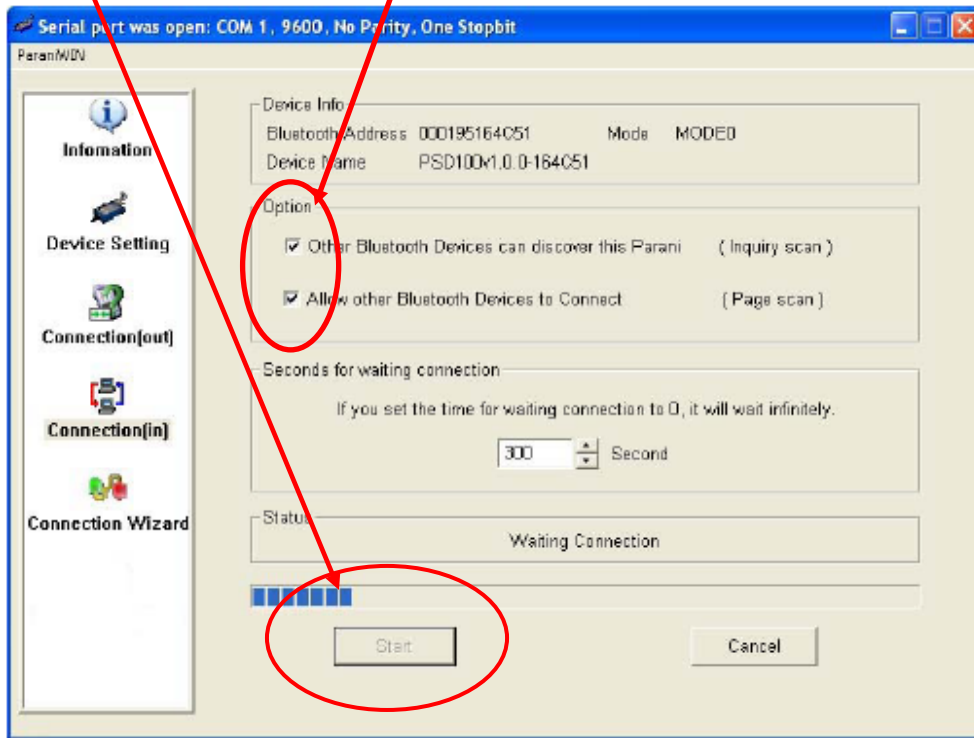 Serial port was open: COM 1, 9600, No Parity, One Stopbit
ParaniWIN
Infomation
Device Setting
Connection(out)
Connection(in)
Connection Wizard
Device Info
Bluetooth Address 000195164C51 Mode MODE0
Device Name PSD100v1.0.0-164C51
Option
Other Bluetooth Devices can discover this Parani ( Inquiry scan )
Allow other Bluetooth Devices to Connect ( Page scan )
Seconds for waiting connection
If you set the time for waiting connection to 0, it will wait infinitely.
300 Second
Status
Waiting Connection
Start Cancel